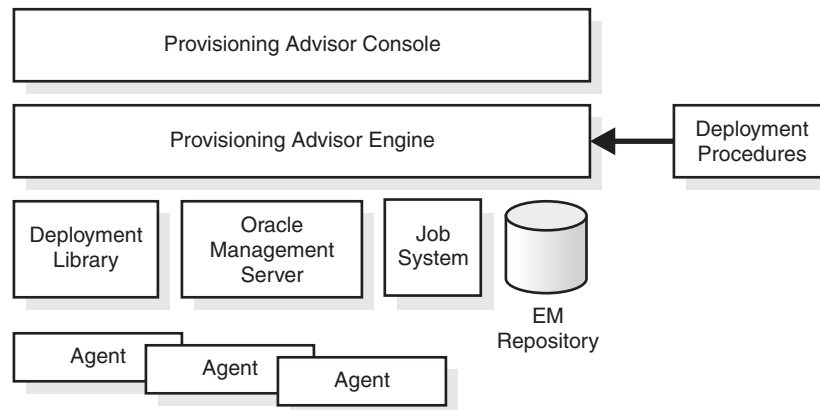 Provisioning Advisor Console
Provisioning Advisor Engine
Deployment
Procedures
Deployment
Library
Oracle
Management
Server
Job
System
EM
Repository
Agent
Agent
Agent